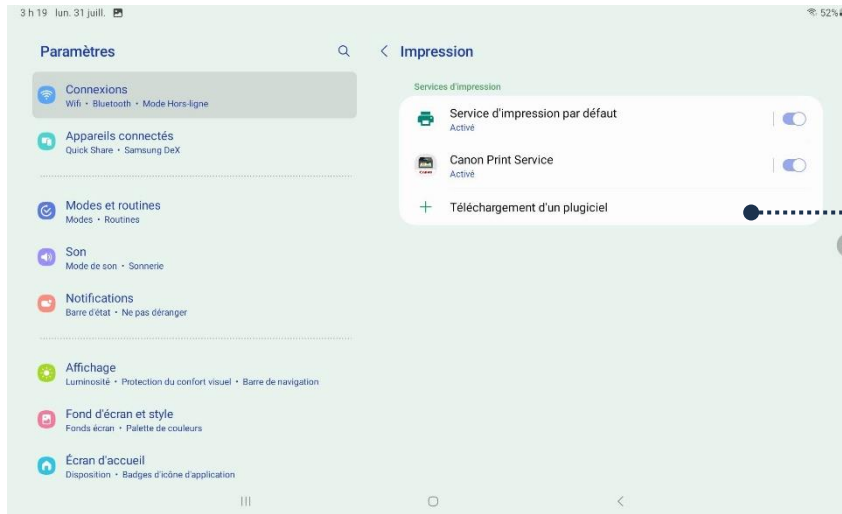 3 h 19 lun. 31 juill.
52%
Paramètres
Connexions
Wifi • Bluetooth • Mode Hors-ligne
Appareils connectés
Quick Share • Samsung DeX
Modes et routines
Modes • Routines
Son
Mode de son • Sonnerie
Notifications
Barre d'état • Ne pas déranger
Affichage
Luminosité • Protection du confort visuel • Barre de navigation
Fond d'écran et style
Fonds écran • Palette de couleurs
Écran d'accueil
Disposition • Badges d'icône d'application
Impression
Services d'impression
Service d'impression par défaut
Activé
Canon Print Service
Activé
Téléchargement d'un plugiciel